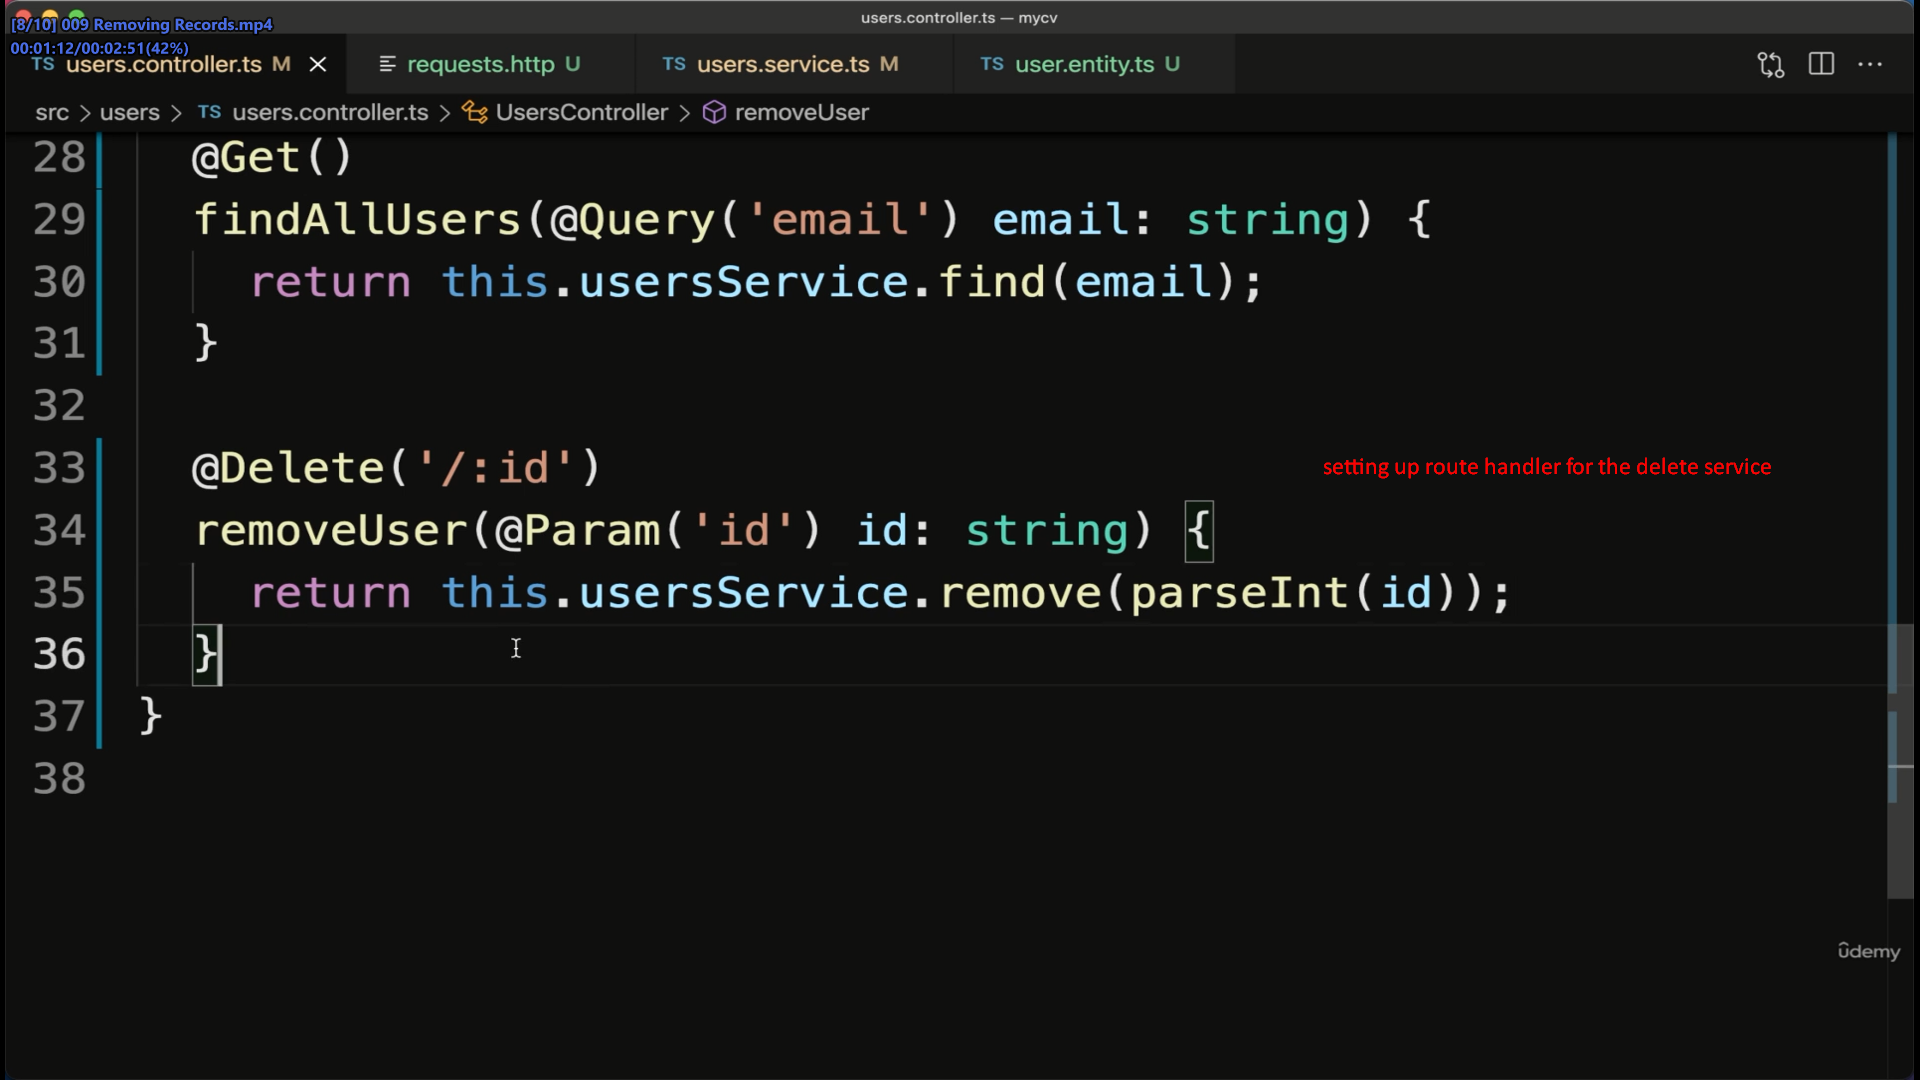 users.controller.ts — mycv
[8/10] 009 Removing Records.mp4
00:01:12/00:02:51(42%)
TS users.controller.ts M
requests.http U
TS users.service.ts M
TS user.entity.ts U
src > users > TS users.controller.ts > UsersController > removeUser
28 @Get()
29 findAllUsers(@Query('email') email: string) {
30 return this.usersService.find(email);
31 }
32
33 @Delete('/:id')
setting up route handler for the delete service
34 removeUser(@Param('id') id: string) {
35 return this.usersService.remove(parseInt(id));
36 }
37 }
38
ûdemy